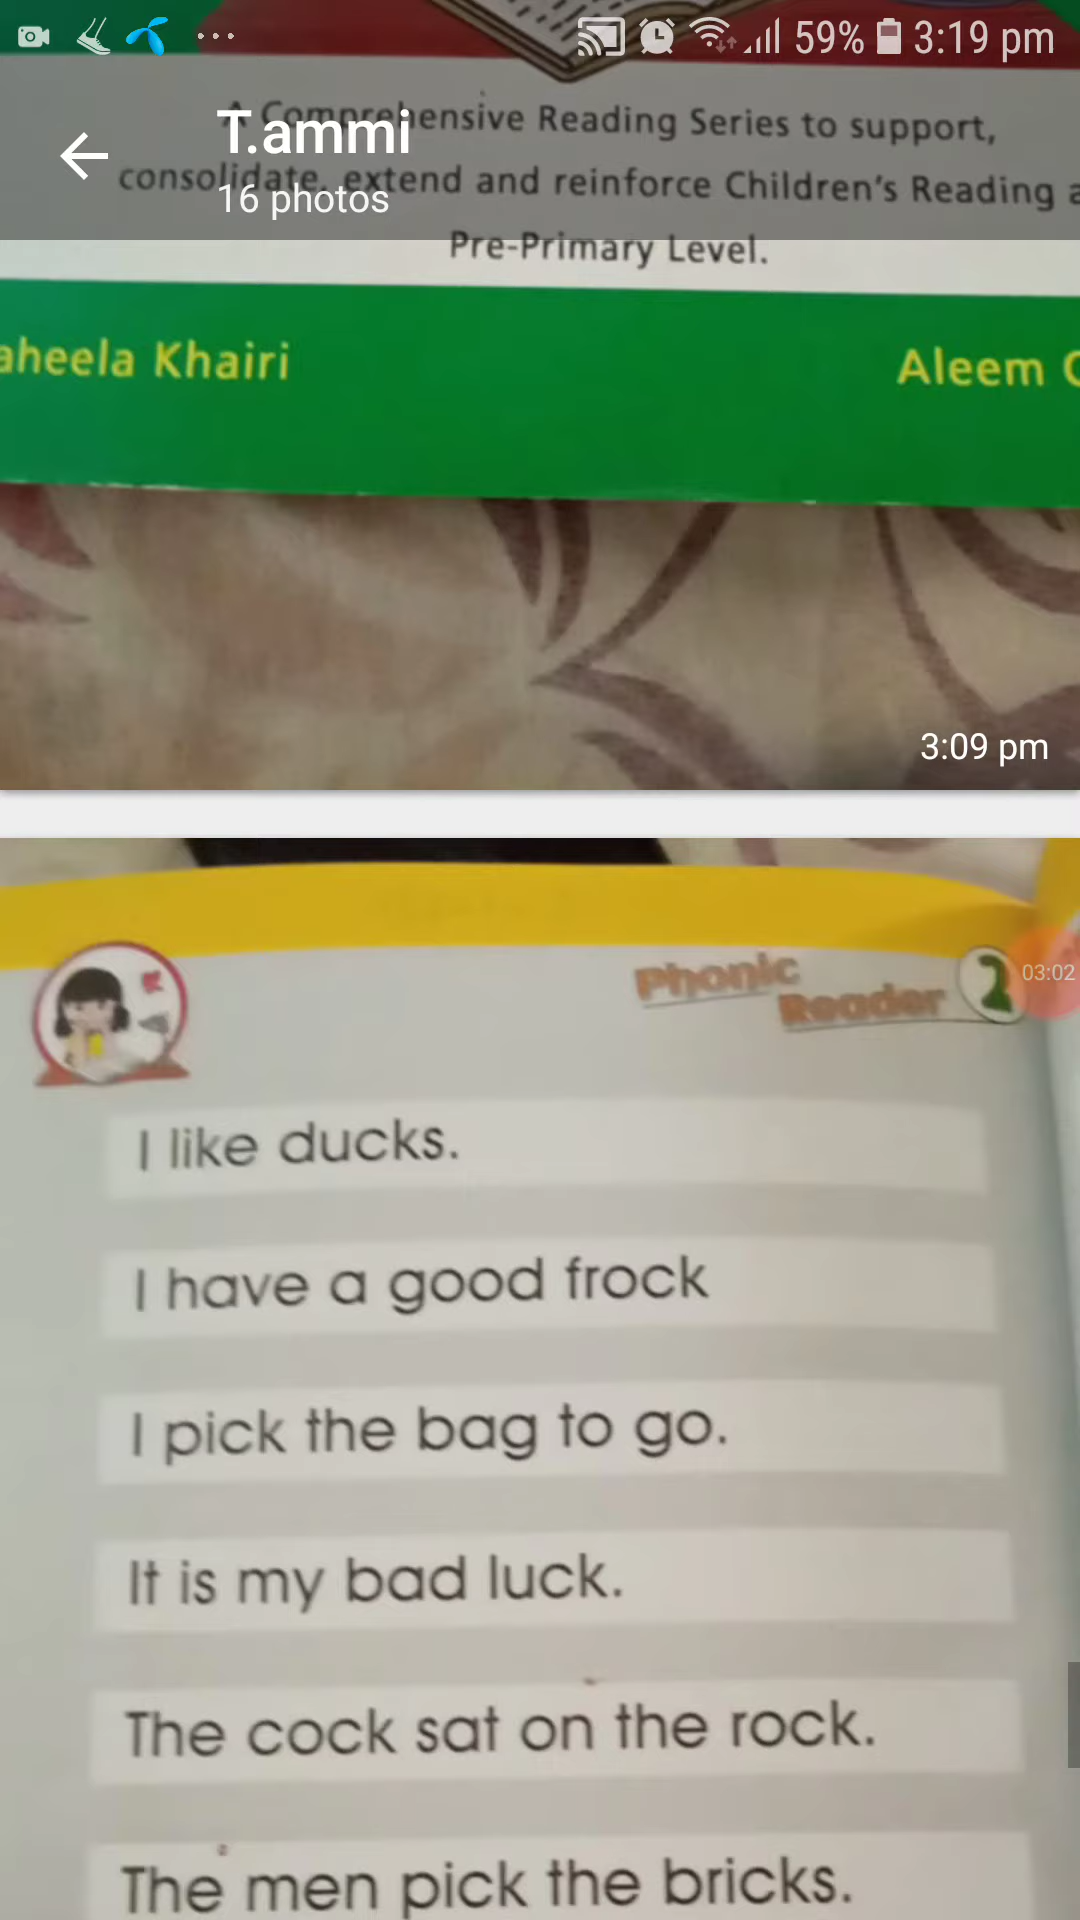 59% 3:19 pm
T.ammi
16 photos
A Comprehensive Reading Series to support,
consolidate, extend and reinforce Children's Reading
Pre-Primary Level.
aheela Khairi
Aleem
3:09 pm
Phonic
Reader 2
03:02
I like ducks.
I have a good frock
I pick the bag to go.
It is my bad luck.
The cock sat on the rock.
The men pick the bricks.